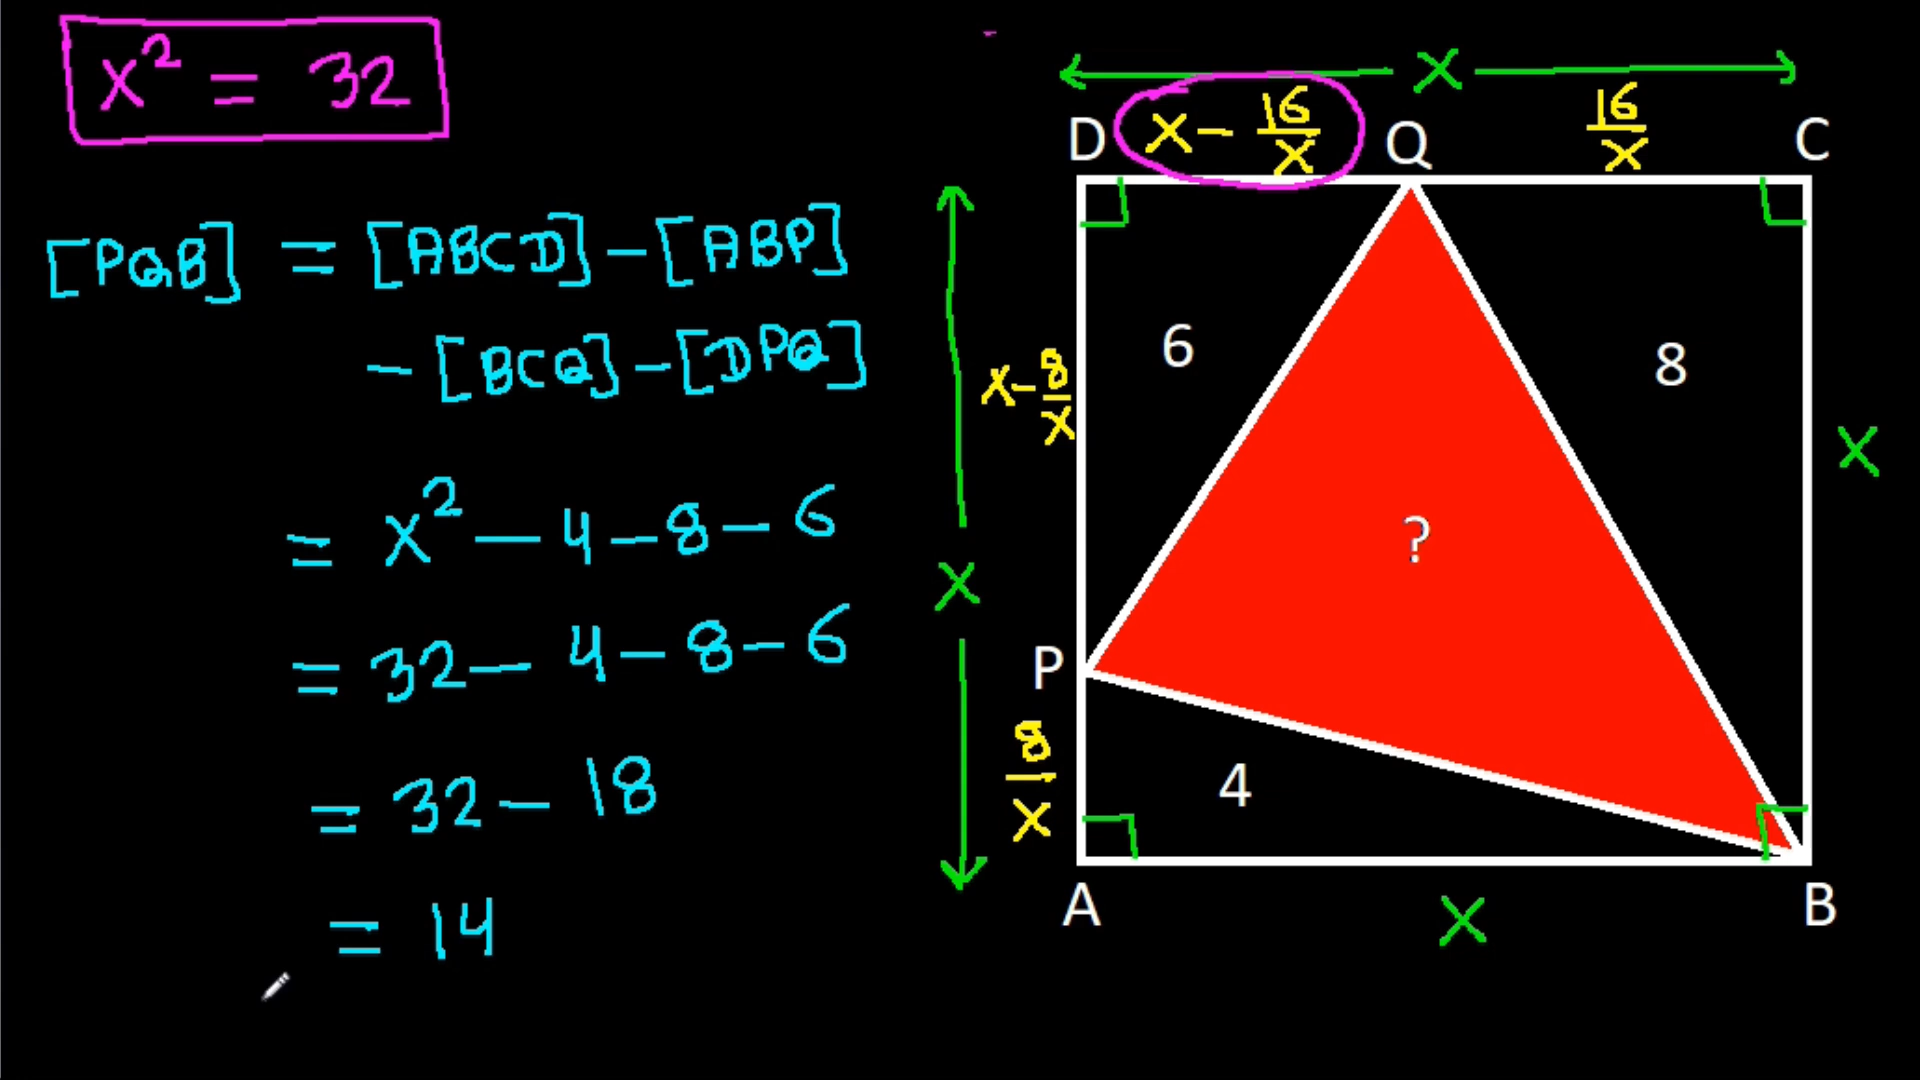 x² = 32
[PQB] = [ABCD] - [ABP]
- [BCQ] - [DPQ]
= x² - 4 - 8 - 6
= 32 - 4 - 8 - 6
= 32 - 18
= 14
x
D x - 16/x Q 16/x C
6
8
x - 8/x
x
?
x
P
8/x
4
A
x
B